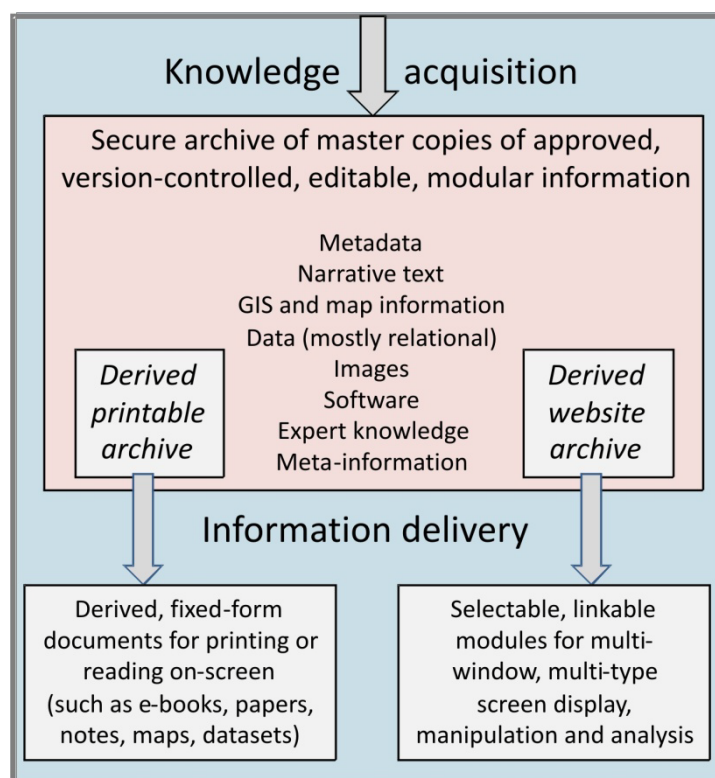 Knowledge acquisition
Secure archive of master copies of approved,
version-controlled, editable, modular information
Metadata
Narrative text
GIS and map information
Data (mostly relational)
Images
Software
Expert knowledge
Meta-information
Derived
printable
archive
Derived
website
archive
Information delivery
Derived, fixed-form
documents for printing or
reading on-screen
(such as e-books, papers,
notes, maps, datasets)
Selectable, linkable
modules for multi-
window, multi-type
screen display,
manipulation and analysis